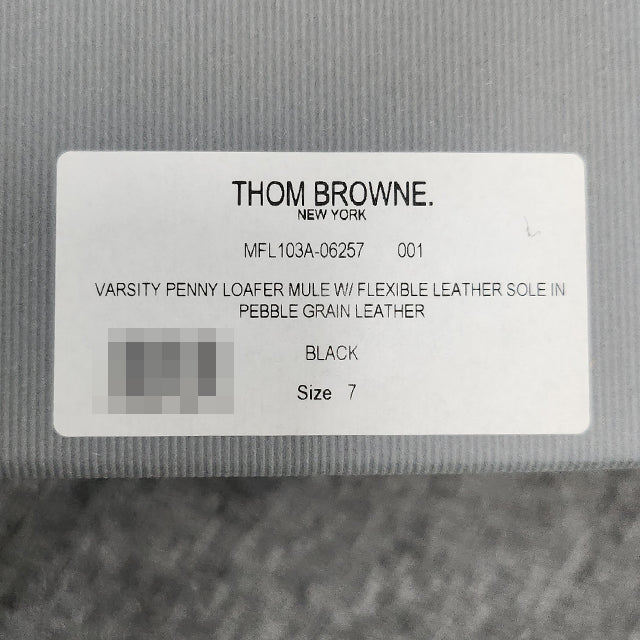 THOM BROWNE.
NEW YORK
MFL103A-06257 001
VARSITY PENNY LOAFER MULE W/ FLEXIBLE LEATHER SOLE IN
PEBBLE GRAIN LEATHER
BLACK
Size 7